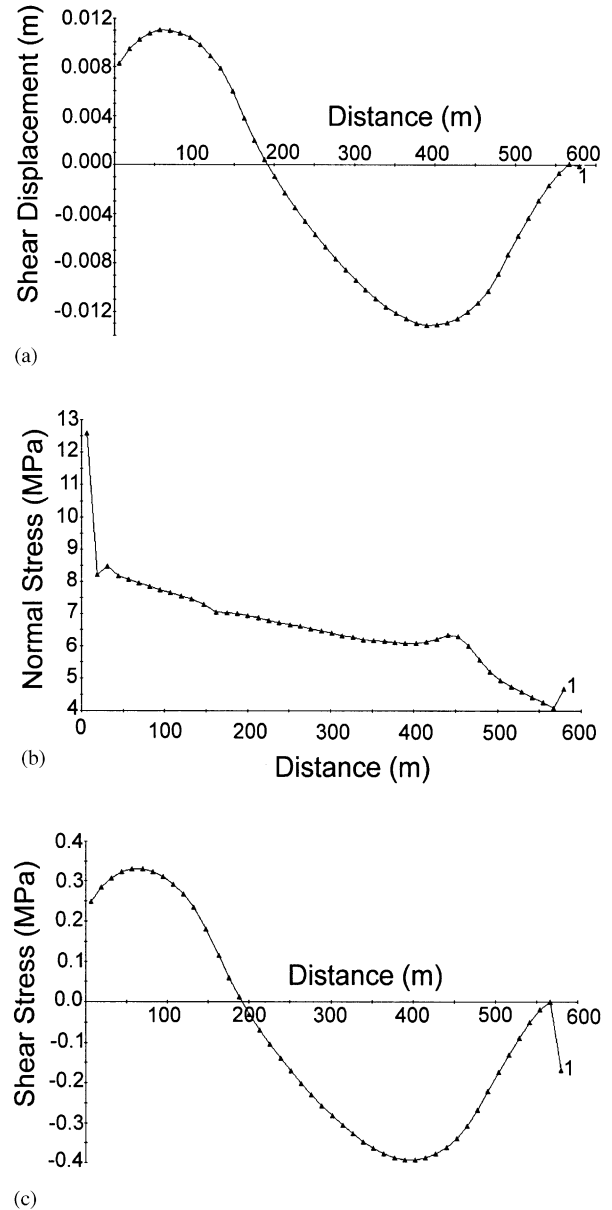 Shear Displacement (m)
0.012
0.008
0.004
0.000
-0.004
-0.008
-0.012
Distance (m)
100 200 300 400 500 600
1
(a)
Normal Stress (MPa)
13
12
11
10
9
8
7
6
5
4
0 100 200 300 400 500 600
1
Distance (m)
(b)
Shear Stress (MPa)
0.4
0.3
0.2
0.1
0.0
-0.1
-0.2
-0.3
-0.4
Distance (m)
100 200 300 400 500 600
1
(c)